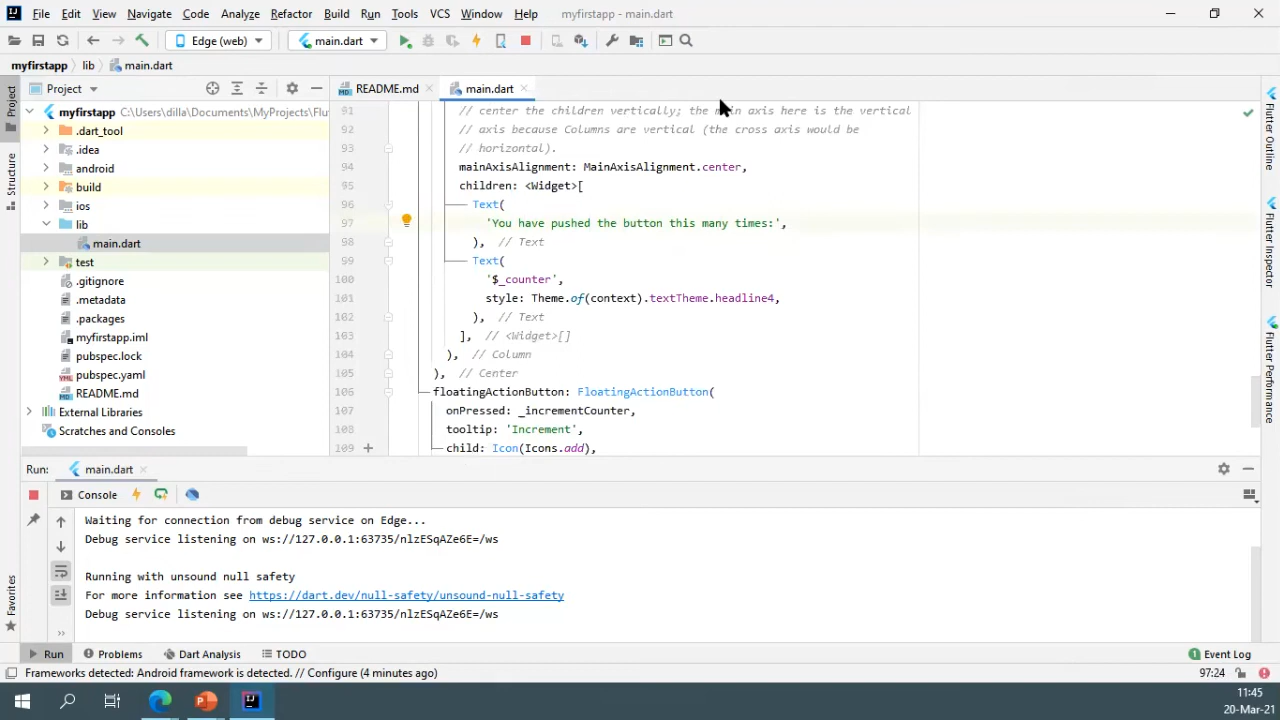 File Edit View Navigate Code Analyze Refactor Build Run Tools VCS Window Help myfirstapp - main.dart
Edge (web) main.dart
myfirstapp lib main.dart
Project
README.md main.dart
myfirstapp C:\Users\dilla\Documents\MyProjects\Flu
.dart_tool
.idea
android
build
ios
lib
main.dart
test
.gitignore
.metadata
.packages
myfirstapp.iml
pubspec.lock
pubspec.yaml
README.md
External Libraries
Scratches and Consoles
Project
Structure
Favorites
91 // center the children vertically; the main axis here is the vertical
92 // axis because Columns are vertical (the cross axis would be
93 // horizontal).
94 mainAxisAlignment: MainAxisAlignment.center,
95 children: <Widget>[
96 Text(
97 'You have pushed the button this many times:',
98 ), // Text
99 Text(
100 '$_counter',
101 style: Theme.of(context).textTheme.headline4,
102 ), // Text
103 ], // <Widget>[]
104 ), // Column
105 ), // Center
106 floatingActionButton: FloatingActionButton(
107 onPressed: _incrementCounter,
108 tooltip: 'Increment',
109 child: Icon(Icons.add),
Flutter Outline
Flutter Inspector
Flutter Performance
Run: main.dart
Console
Waiting for connection from debug service on Edge...
Debug service listening on ws://127.0.0.1:63735/nlzESqAZe6E=/ws
Running with unsound null safety
For more information see https://dart.dev/null-safety/unsound-null-safety
Debug service listening on ws://127.0.0.1:63735/nlzESqAZe6E=/ws
Run Problems Dart Analysis TODO 1 Event Log
Frameworks detected: Android framework is detected. // Configure (4 minutes ago) 97:24
11:45
20-Mar-21